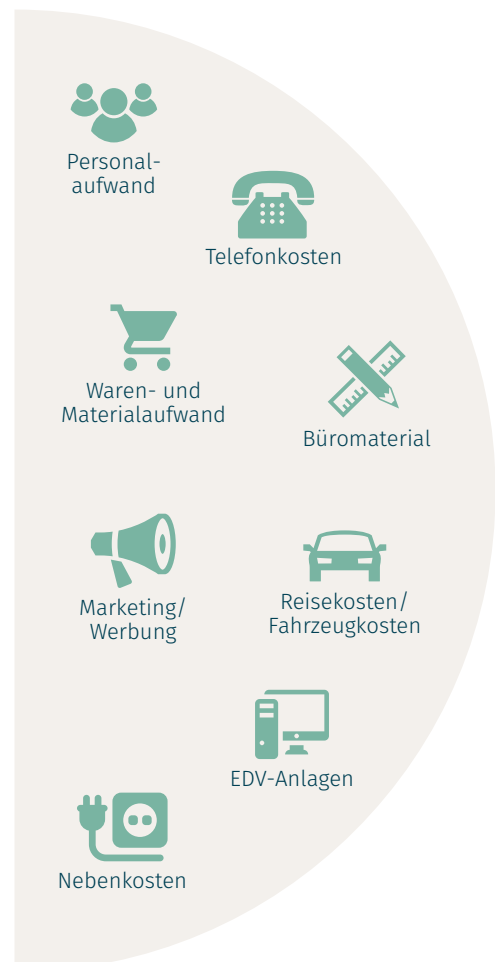 Personal-
aufwand
Telefonkosten
Waren- und
Materialaufwand
Büromaterial
Marketing/
Werbung
Reisekosten/
Fahrzeugkosten
EDV-Anlagen
Nebenkosten